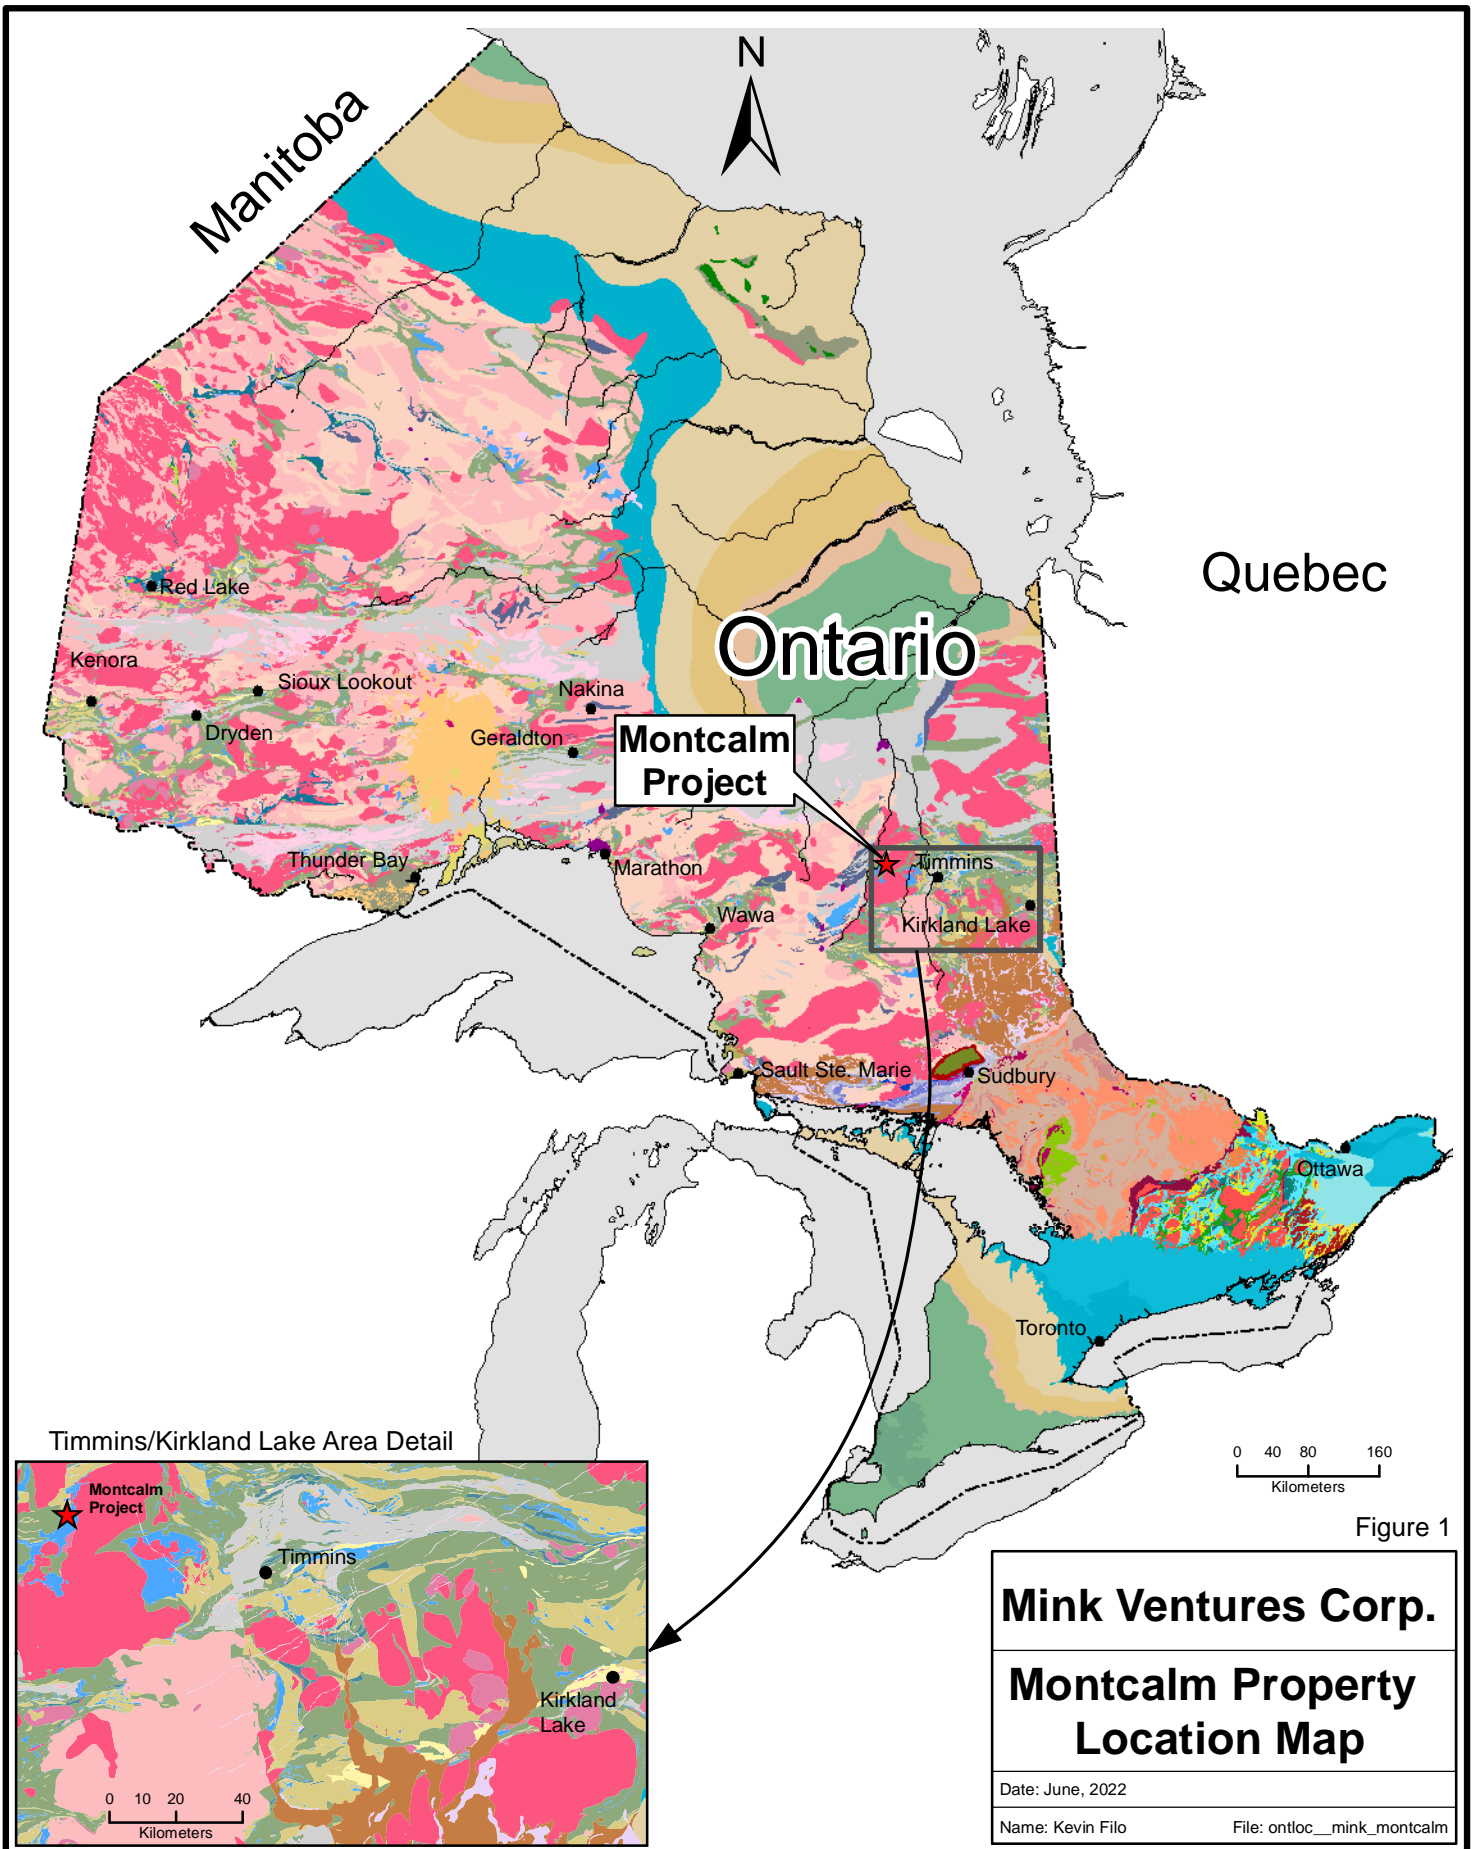 N
Manitoba
Quebec
Ontario
Red Lake
Kenora
Sioux Lookout
Nakina
Dryden
Geraldton
Montcalm
Project
Thunder Bay
Marathon
Timmins
Wawa
Kirkland Lake
Sault Ste. Marie
Sudbury
Ottawa
Toronto
Timmins/Kirkland Lake Area Detail
Montcalm
Project
Timmins
Kirkland
Lake
0 10 20 40
Kilometers
0 40 80 160
Kilometers
Figure 1
Mink Ventures Corp.
Montcalm Property
Location Map
Date: June, 2022
Name: Kevin Filo File: ontloc__mink_montcalm